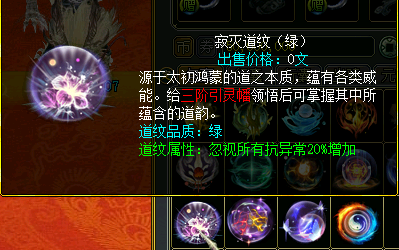 寂灭道纹（绿）
出售价格：0文
源于太初鸿蒙的道之本质，蕴有各类威
能。给三阶引灵幡领悟后可掌握其中所
蕴含的道韵。
道纹品质：绿
道纹属性：忽视所有抗异常20%增加